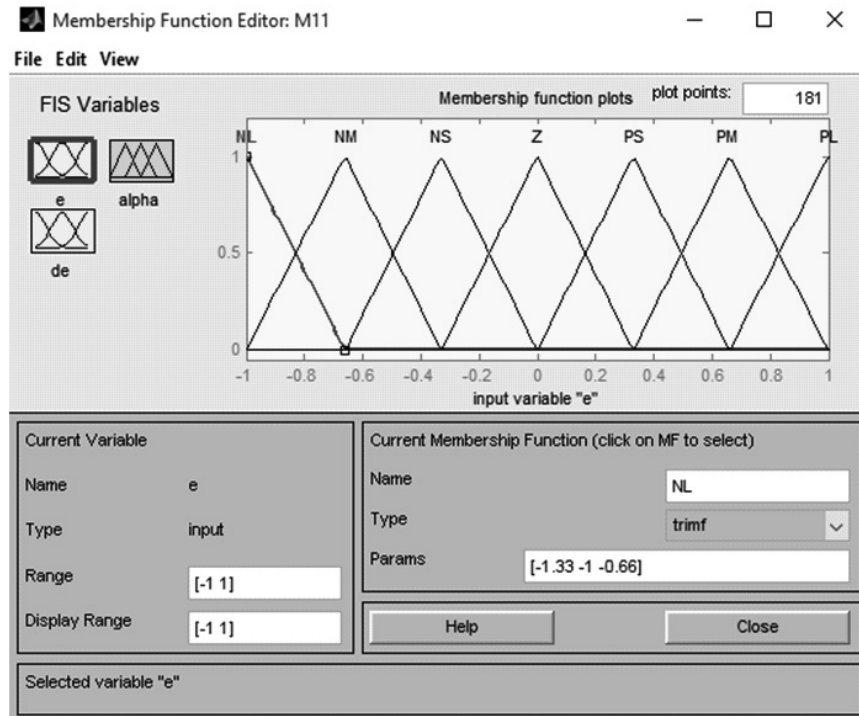 Membership Function Editor: M11
File Edit View
FIS Variables
e
alpha
de
Membership function plots
plot points:
181
NL NM NS Z PS PM PL
1
0.5
0
-1 -0.8 -0.6 -0.4 -0.2 0 0.2 0.4 0.6 0.8 1
input variable "e"
Current Variable
Name e
Type input
Range [-1 1]
Display Range [-1 1]
Current Membership Function (click on MF to select)
Name NL
Type trimf
Params [-1.33 -1 -0.66]
Help Close
Selected variable "e"